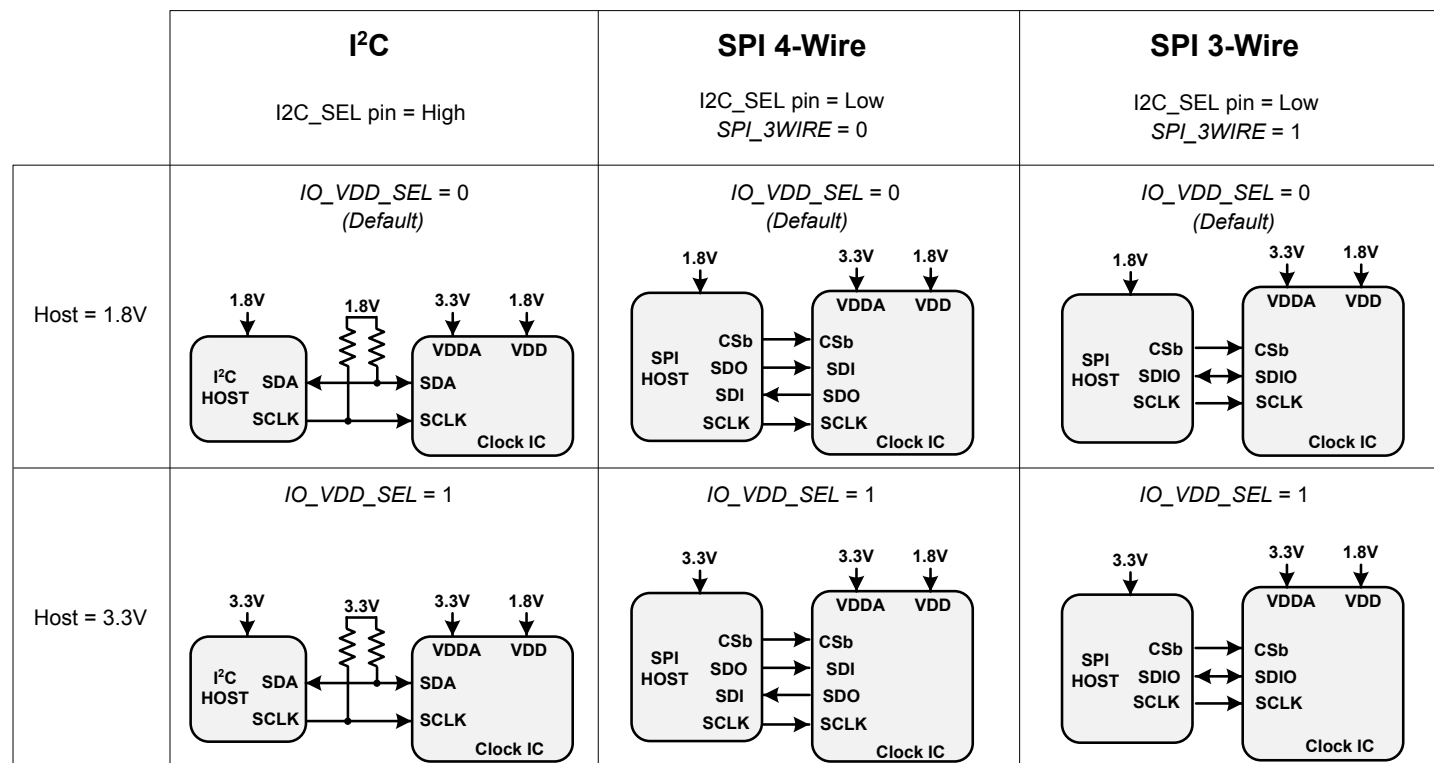 I²C
I2C_SEL pin = High
SPI 4-Wire
I2C_SEL pin = Low
SPI_3WIRE = 0
SPI 3-Wire
I2C_SEL pin = Low
SPI_3WIRE = 1
Host = 1.8V
IO_VDD_SEL = 0
(Default)
1.8V 1.8V 3.3V 1.8V
VDDA VDD
I²C
HOST
SDA SDA
SCLK SCLK
Clock IC
IO_VDD_SEL = 0
(Default)
1.8V 3.3V 1.8V
VDDA VDD
SPI
HOST
CSb CSb
SDO SDI
SDI SDO
SCLK SCLK
Clock IC
IO_VDD_SEL = 0
(Default)
1.8V 3.3V 1.8V
VDDA VDD
SPI
HOST
CSb CSb
SDIO SDIO
SCLK SCLK
Clock IC
Host = 3.3V
IO_VDD_SEL = 1
3.3V 3.3V 3.3V 1.8V
VDDA VDD
I²C
HOST
SDA SDA
SCLK SCLK
Clock IC
IO_VDD_SEL = 1
3.3V 3.3V 1.8V
VDDA VDD
SPI
HOST
CSb CSb
SDO SDI
SDI SDO
SCLK SCLK
Clock IC
IO_VDD_SEL = 1
3.3V 3.3V 1.8V
VDDA VDD
SPI
HOST
CSb CSb
SDIO SDIO
SCLK SCLK
Clock IC